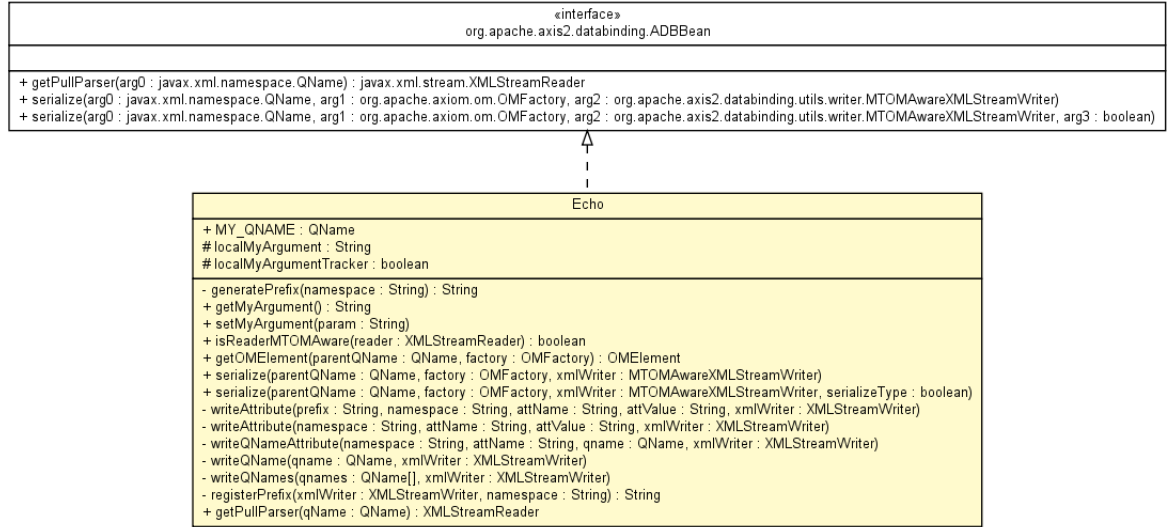 «interface»
org.apache.axis2.databinding.ADBBean
+ getPullParser(arg0 : javax.xml.namespace.QName) : javax.xml.stream.XMLStreamReader
+ serialize(arg0 : javax.xml.namespace.QName, arg1 : org.apache.axiom.om.OMFactory, arg2 : org.apache.axis2.databinding.utils.writer.MTOMAwareXMLStreamWriter)
+ serialize(arg0 : javax.xml.namespace.QName, arg1 : org.apache.axiom.om.OMFactory, arg2 : org.apache.axis2.databinding.utils.writer.MTOMAwareXMLStreamWriter, arg3 : boolean)
Echo
+ MY_QNAME : QName
# localMyArgument : String
# localMyArgumentTracker : boolean
- generatePrefix(namespace : String) : String
+ getMyArgument() : String
+ setMyArgument(param : String)
+ isReaderMTOMAware(reader : XMLStreamReader) : boolean
+ getOMElement(parentQName : QName, factory : OMFactory) : OMElement
+ serialize(parentQName : QName, factory : OMFactory, xmlWriter : MTOMAwareXMLStreamWriter)
+ serialize(parentQName : QName, factory : OMFactory, xmlWriter : MTOMAwareXMLStreamWriter, serializeType : boolean)
- writeAttribute(prefix : String, namespace : String, attName : String, attValue : String, xmlWriter : XMLStreamWriter)
- writeAttribute(namespace : String, attName : String, attValue : String, xmlWriter : XMLStreamWriter)
- writeQNameAttribute(namespace : String, attName : String, qname : QName, xmlWriter : XMLStreamWriter)
- writeQName(qname : QName, xmlWriter : XMLStreamWriter)
- writeQNames(qnames : QName[], xmlWriter : XMLStreamWriter)
- registerPrefix(xmlWriter : XMLStreamWriter, namespace : String) : String
+ getPullParser(qName : QName) : XMLStreamReader